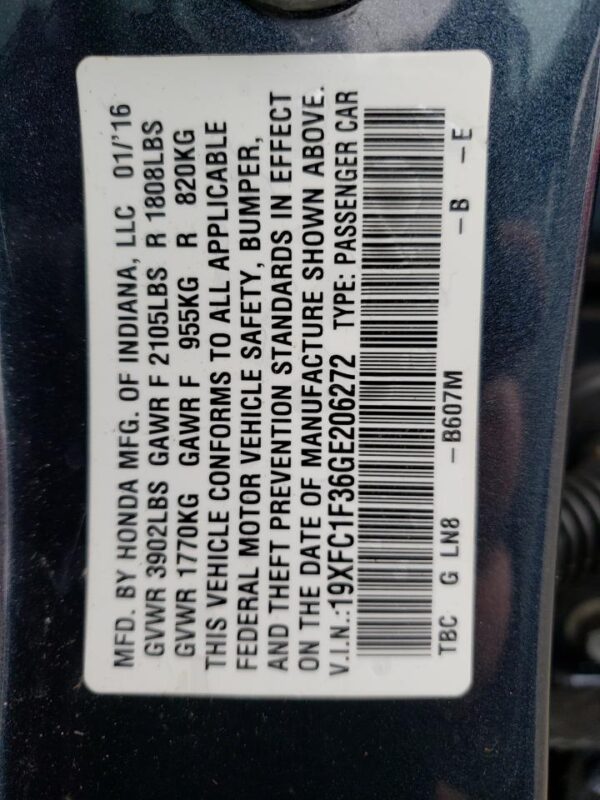 MFD. BY HONDA MFG. OF INDIANA, LLC 01/'16
GVWR 3902LBS GAWR F 2105LBS R 1808LBS
GVWR 1770KG GAWR F 955KG R 820KG
THIS VEHICLE CONFORMS TO ALL APPLICABLE
FEDERAL MOTOR VEHICLE SAFETY, BUMPER,
AND THEFT PREVENTION STANDARDS IN EFFECT
ON THE DATE OF MANUFACTURE SHOWN ABOVE.
V.I.N.:19XFC1F36GE206272 TYPE: PASSENGER CAR
TBC G LN8 -B607M -B -E